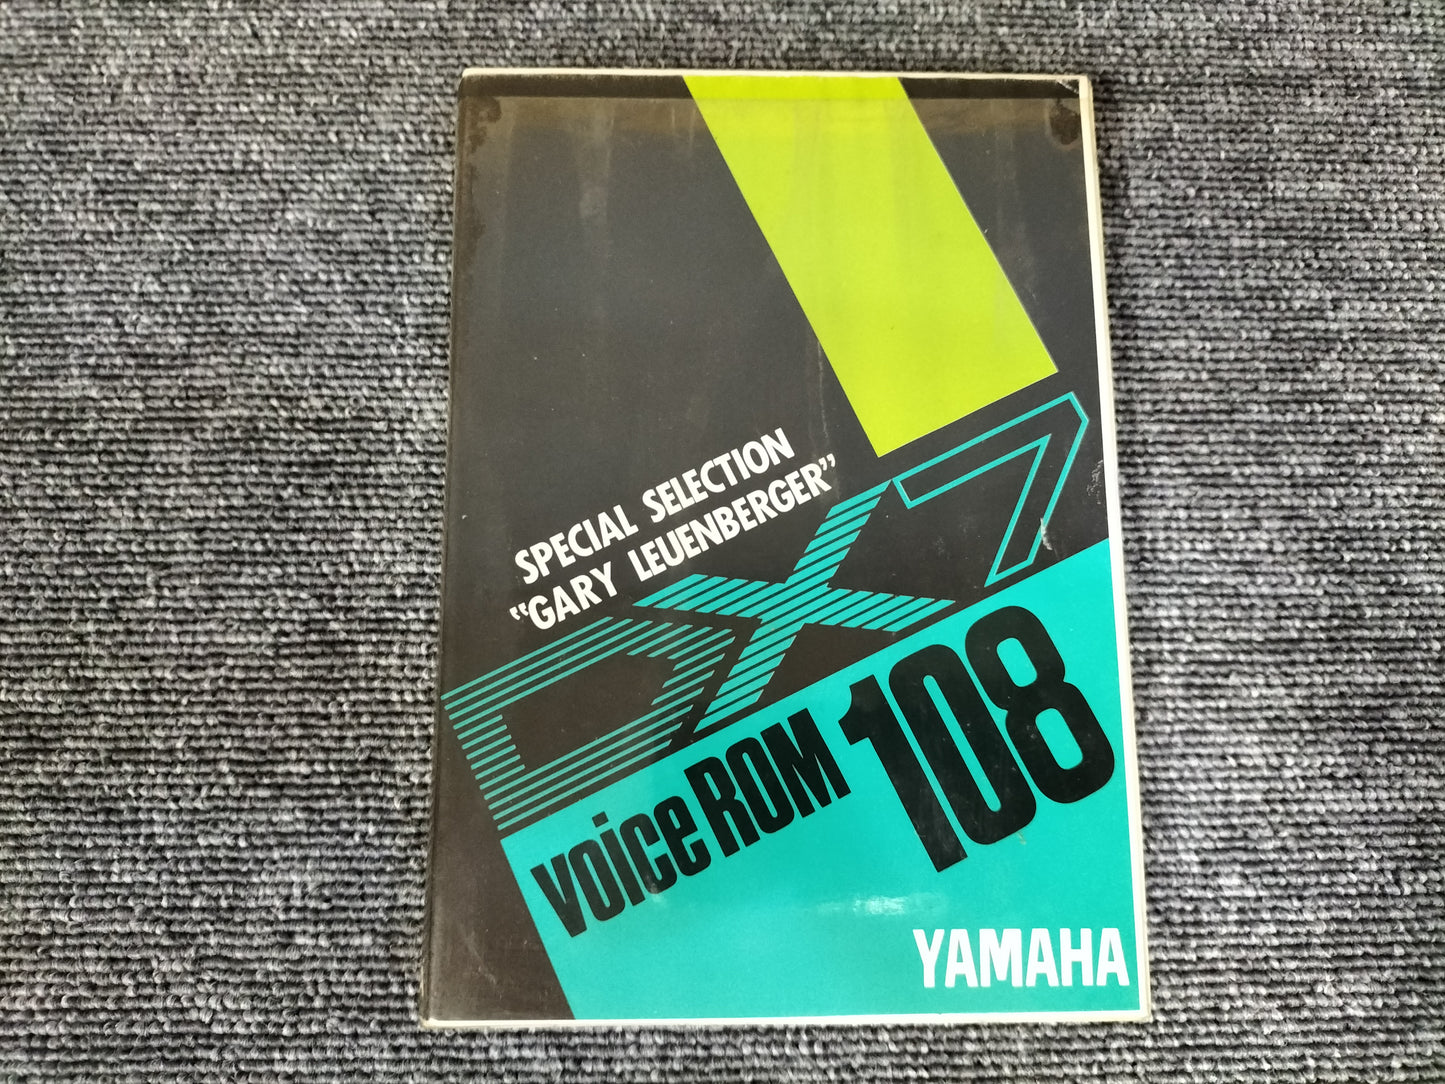 SPECIAL SELECTION
“GARY LEUENBERGER”
DX7
voice ROM 108
YAMAHA